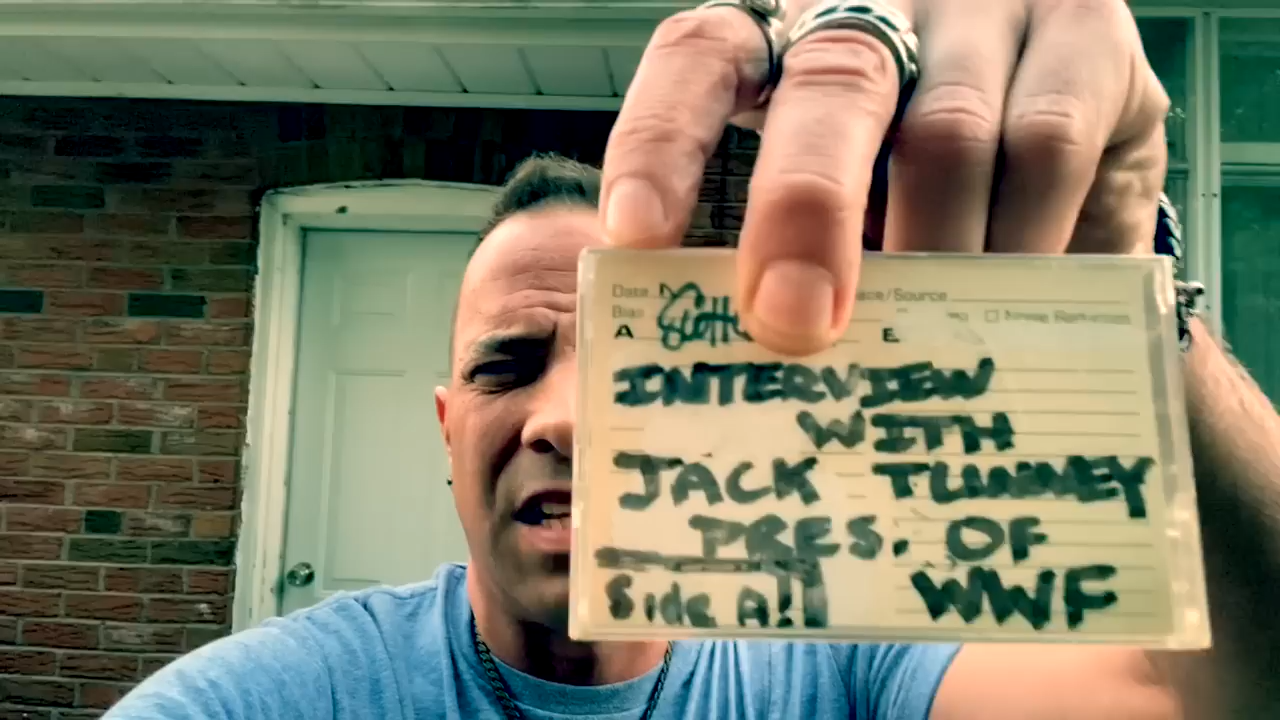 Date ace/Source
Bias Noise Reduction
A E
INTERVIEW
WITH
JACK TUNNEY
PRES. OF
Side A!! WWF